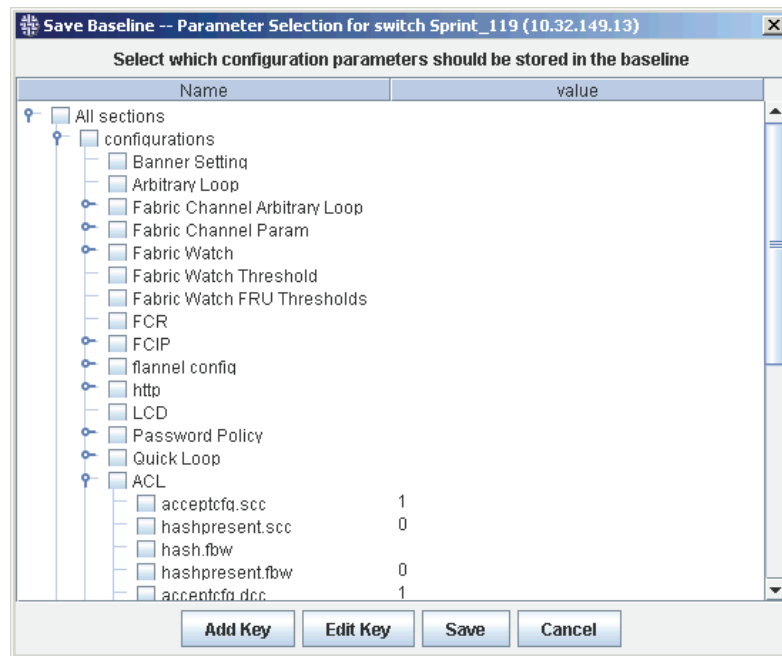 Save Baseline -- Parameter Selection for switch Sprint_119 (10.32.149.13)
Select which configuration parameters should be stored in the baseline
Name value
All sections
configurations
Banner Setting
Arbitrary Loop
Fabric Channel Arbitrary Loop
Fabric Channel Param
Fabric Watch
Fabric Watch Threshold
Fabric Watch FRU Thresholds
FCR
FCIP
flannel config
http
LCD
Password Policy
Quick Loop
ACL
acceptcfg.scc 1
hashpresent.scc 0
hash.fbw
hashpresent.fbw 0
acceptcfg.dcc 1
Add Key Edit Key Save Cancel